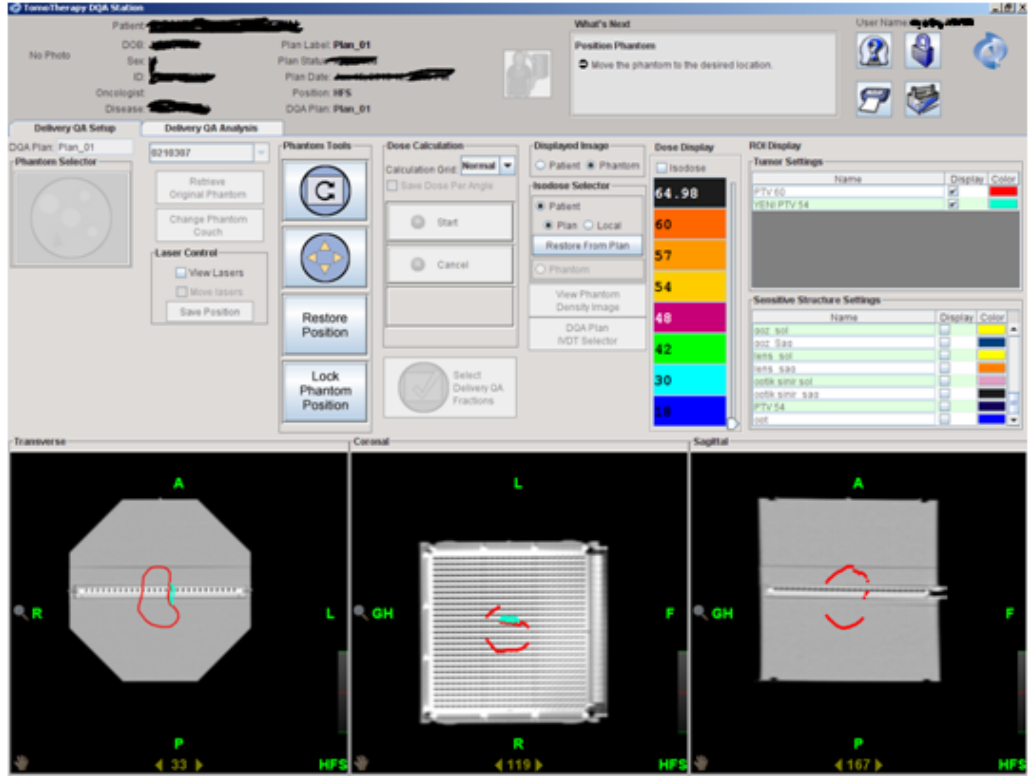 TomoTherapy DQA Station
Patient:
What's Next
User Name:
No Photo
DOB:
Plan Label: Plan_01
Position Phantom
Sex:
Plan Status:
Move the phantom to the desired location.
ID:
Plan Date:
Oncologist:
Position: HFS
Disease:
DQA Plan: Plan_01
Delivery QA Setup
Delivery QA Analysis
DQA Plan: Plan_01
0210307
Phantom Tools
Dose Calculation
Displayed Image
Dose Display
ROI Display
Phantom Selector
Calculation Grid: Normal
Patient
Phantom
Isodose
Tumor Settings
Retrieve
Original Phantom
Save Dose Per Angle
Isodose Selector
64.98
Name
Display
Color
PTV 60
YENI PTV 54
Change Phantom
Couch
Start
Patient
Plan
Local
60
Laser Control
Restore From Plan
57
View Lasers
Cancel
Phantom
54
Move lasers
View Phantom
Density Image
Sensitive Structure Settings
Save Position
Restore
Position
48
Name
Display
Color
DQA Plan
IVDT Selector
goz_sol
goz_Sag
42
lens_sol
Lock
Phantom
Position
Select
Delivery QA
Fractions
lens_sag
30
optik sinir sol
optik sinir_sag
18
PTV 54
Transverse
Coronal
Sagittal
A
L
A
R
L
GH
F
GH
F
P
R
P
33
HFS
119
HFS
167
HFS